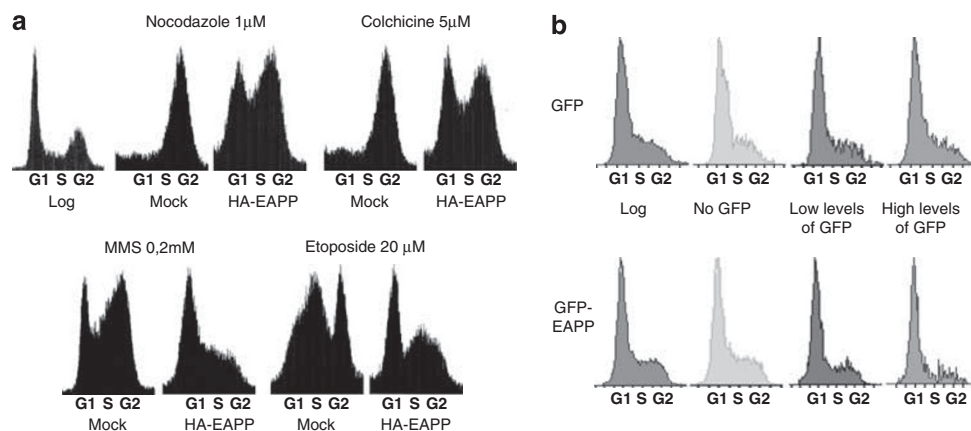 a
Nocodazole 1μM
Colchicine 5μM
G1 S G2
G1 S G2
G1 S G2
G1 S G2
G1 S G2
Log
Mock
HA-EAPP
Mock
HA-EAPP
MMS 0,2mM
Etoposide 20 μM
G1 S G2
G1 S G2
G1 S G2
G1 S G2
Mock
HA-EAPP
Mock
HA-EAPP
b
GFP
G1 S G2
G1 S G2
G1 S G2
G1 S G2
Log
No GFP
Low levels
of GFP
High levels
of GFP
GFP-
EAPP
G1 S G2
G1 S G2
G1 S G2
G1 S G2